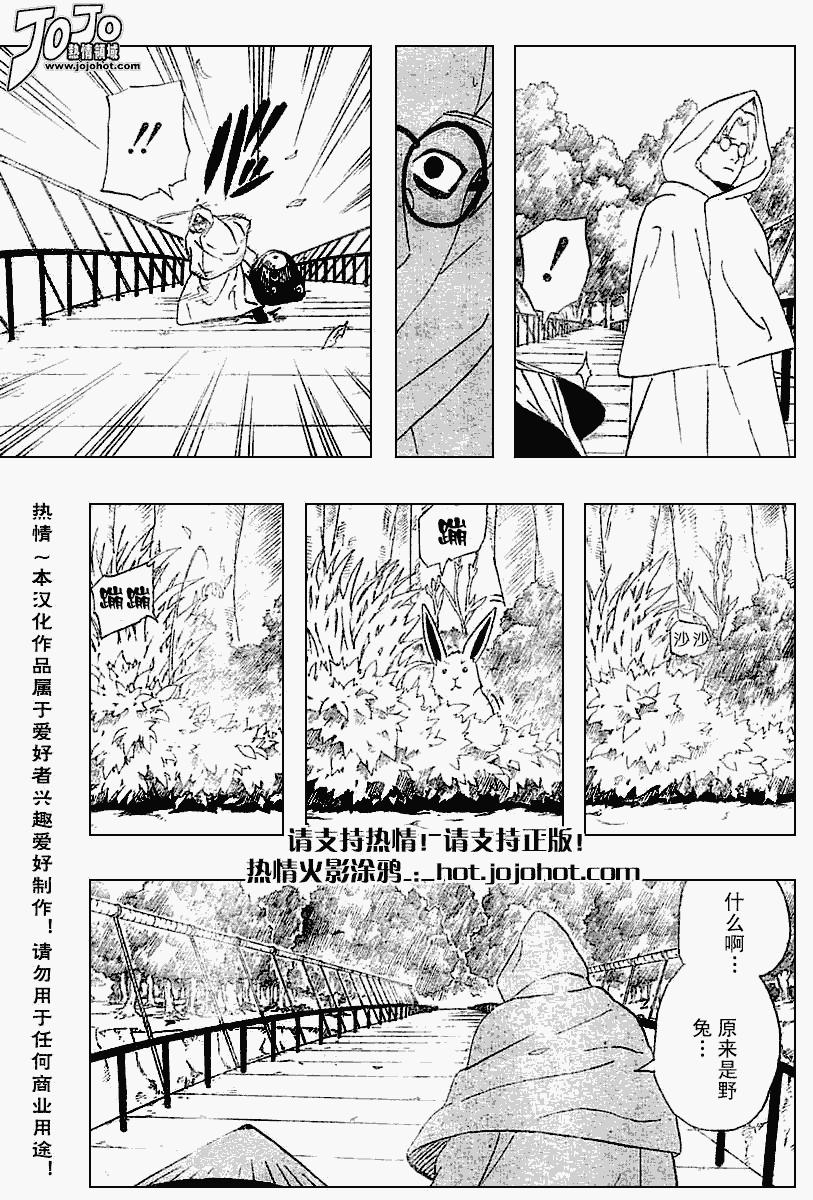 JOJO
热情領域
www.jojohot.com
!
!!
沙沙
蹦
蹦蹦
请支持热情！请支持正版！
热情火影涂鸦：hot.jojohot.com
什么啊…
原来是野
兔…
热情～本汉化作品属于爱好者兴趣爱好制作！请勿用于任何商业用途！